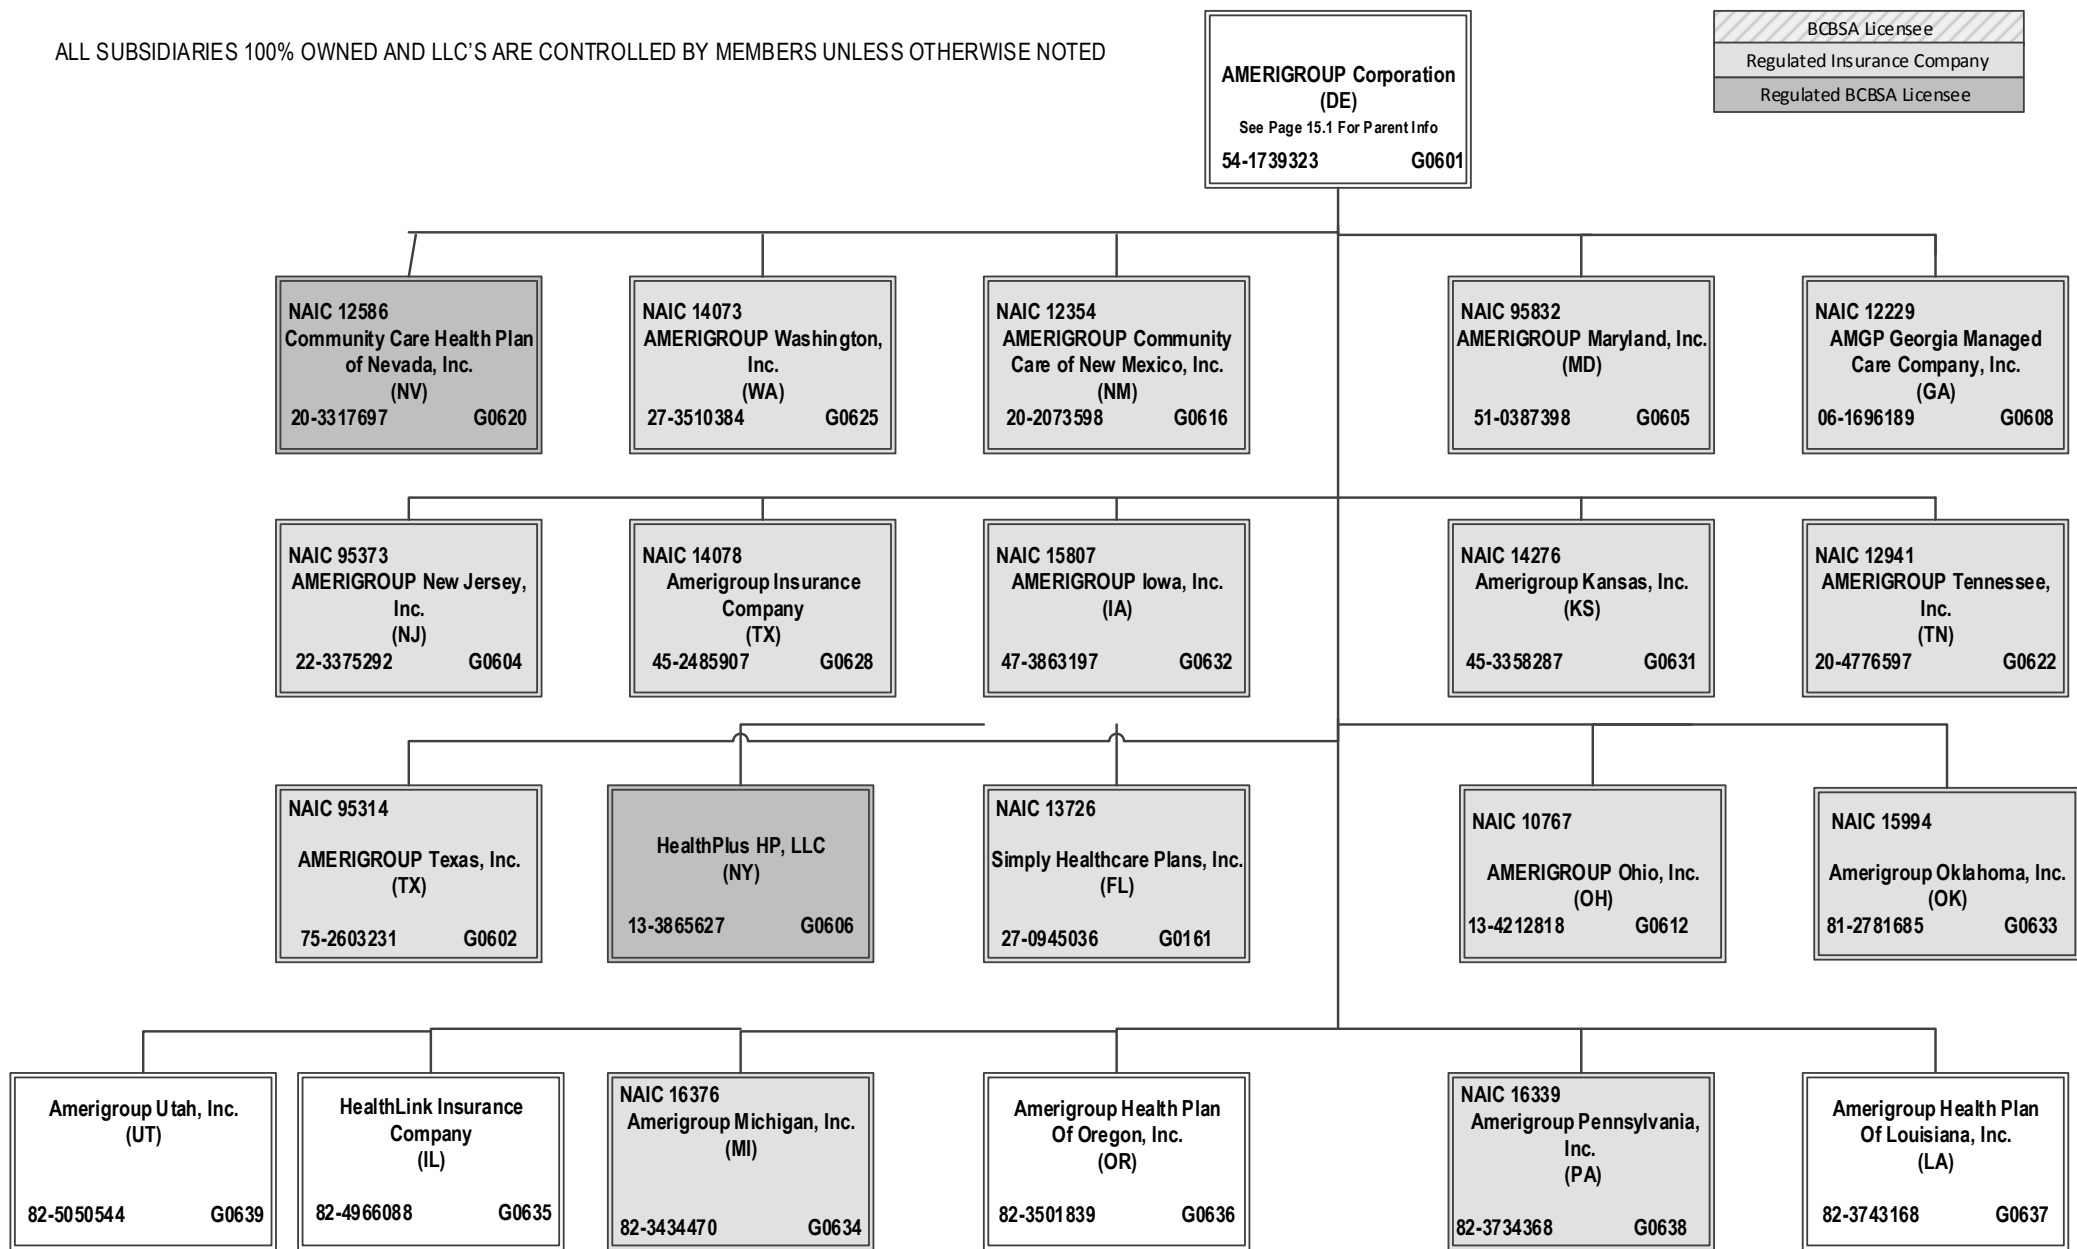 ALL SUBSIDIARIES 100% OWNED AND LLC'S ARE CONTROLLED BY MEMBERS UNLESS OTHERWISE NOTED
AMERIGROUP Corporation
(DE)
See Page 15.1 For Parent Info
54-1739323 G0601
BCBSA Licensee
Regulated Insurance Company
Regulated BCBSA Licensee
NAIC 12586
Community Care Health Plan
of Nevada, Inc.
(NV)
20-3317697 G0620
NAIC 14073
AMERIGROUP Washington,
Inc.
(WA)
27-3510384 G0625
NAIC 12354
AMERIGROUP Community
Care of New Mexico, Inc.
(NM)
20-2073598 G0616
NAIC 95832
AMERIGROUP Maryland, Inc.
(MD)
51-0387398 G0605
NAIC 12229
AMGP Georgia Managed
Care Company, Inc.
(GA)
06-1696189 G0608
NAIC 95373
AMERIGROUP New Jersey,
Inc.
(NJ)
22-3375292 G0604
NAIC 14078
Amerigroup Insurance
Company
(TX)
45-2485907 G0628
NAIC 15807
AMERIGROUP Iowa, Inc.
(IA)
47-3863197 G0632
NAIC 14276
Amerigroup Kansas, Inc.
(KS)
45-3358287 G0631
NAIC 12941
AMERIGROUP Tennessee,
Inc.
(TN)
20-4776597 G0622
NAIC 95314
AMERIGROUP Texas, Inc.
(TX)
75-2603231 G0602
HealthPlus HP, LLC
(NY)
13-3865627 G0606
NAIC 13726
Simply Healthcare Plans, Inc.
(FL)
27-0945036 G0161
NAIC 10767
AMERIGROUP Ohio, Inc.
(OH)
13-4212818 G0612
NAIC 15994
Amerigroup Oklahoma, Inc.
(OK)
81-2781685 G0633
Amerigroup Utah, Inc.
(UT)
82-5050544 G0639
HealthLink Insurance
Company
(IL)
82-4966088 G0635
NAIC 16376
Amerigroup Michigan, Inc.
(MI)
82-3434470 G0634
Amerigroup Health Plan
Of Oregon, Inc.
(OR)
82-3501839 G0636
NAIC 16339
Amerigroup Pennsylvania,
Inc.
(PA)
82-3734368 G0638
Amerigroup Health Plan
Of Louisiana, Inc.
(LA)
82-3743168 G0637